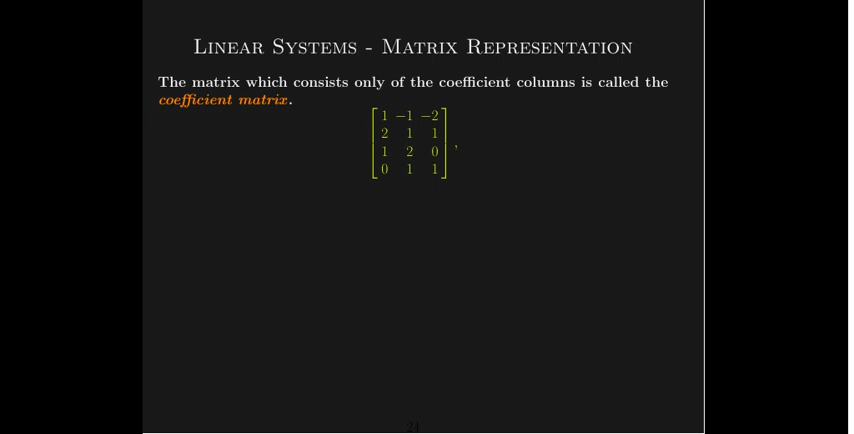 Linear Systems - Matrix Representation
The matrix which consists only of the coefficient columns is called the
coefficient matrix.
1 −1 −2
2 1 1
1 2 0 ,
0 1 1
24